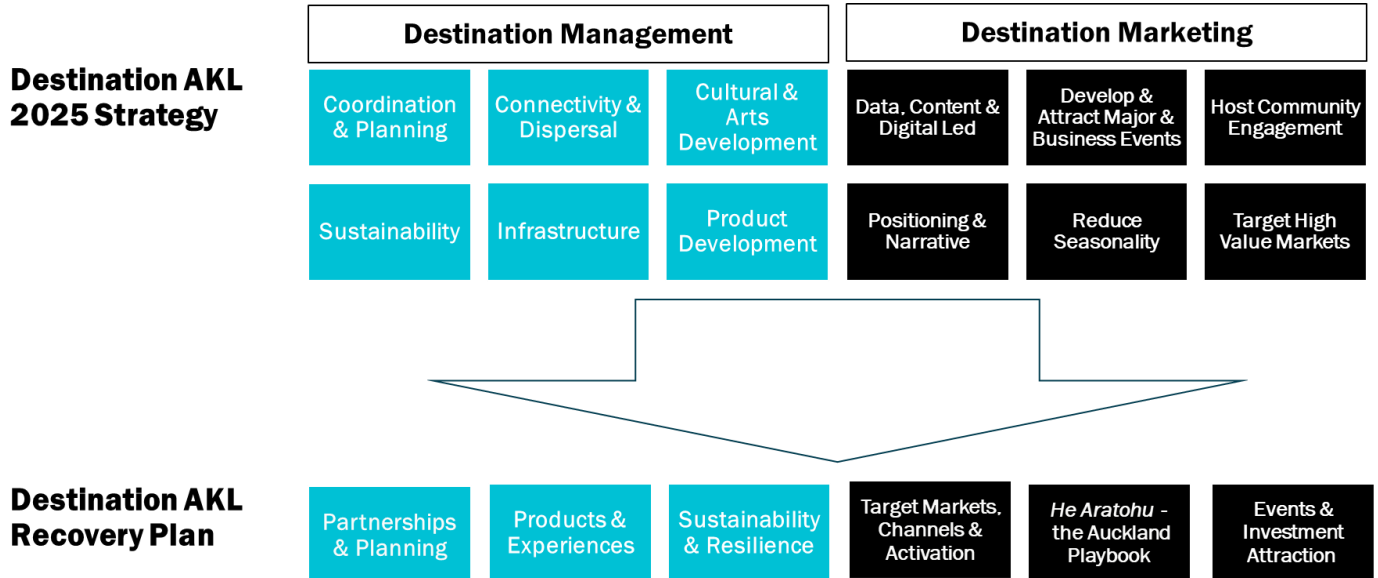 Destination Management
Destination Marketing
Destination AKL
2025 Strategy
Coordination
& Planning
Connectivity &
Dispersal
Cultural &
Arts
Development
Data, Content &
Digital Led
Develop &
Attract Major &
Business Events
Host Community
Engagement
Sustainability
Infrastructure
Product
Development
Positioning &
Narrative
Reduce
Seasonality
Target High
Value Markets
Destination AKL
Recovery Plan
Partnerships
& Planning
Products &
Experiences
Sustainability
& Resilience
Target Markets,
Channels &
Activation
He Aratohu -
the Auckland
Playbook
Events &
Investment
Attraction